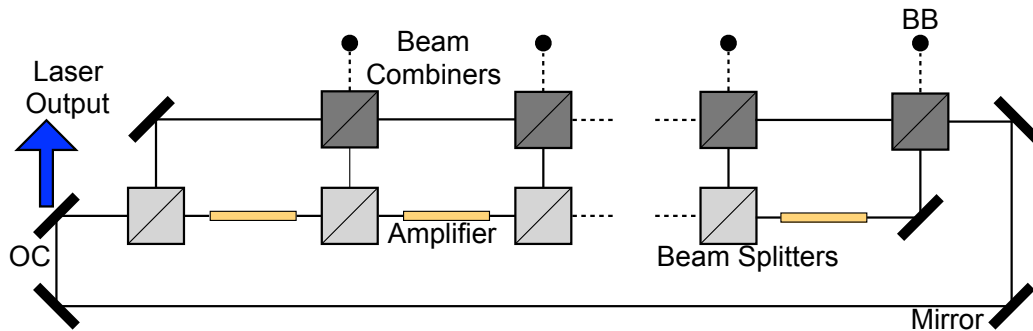 BB
Beam
Combiners
Laser
Output
Amplifier
OC
Beam Splitters
Mirror